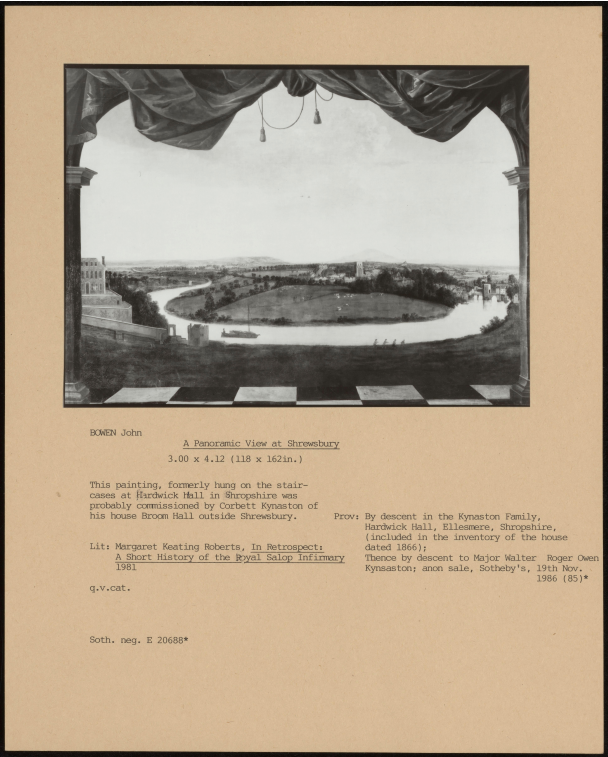 BOWEN John
A Panoramic View at Shrewsbury
3.00 x 4.12 (118 x 162in.)
This painting, formerly hung on the stair-
cases at Hardwick Hall in Shropshire was
probably commissioned by Corbett Kynaston of
his house Broom Hall outside Shrewsbury.
Lit: Margaret Keating Roberts, In Retrospect:
A Short History of the Royal Salop Infirmary
1981
q.v.cat.
Prov: By descent in the Kynaston Family,
Hardwick Hall, Ellesmere, Shropshire,
(included in the inventory of the house
dated 1866);
Thence by descent to Major Walter Roger Owen
Kynsaston; anon sale, Sotheby's, 19th Nov.
1986 (85)*
Soth. neg. E 20688*